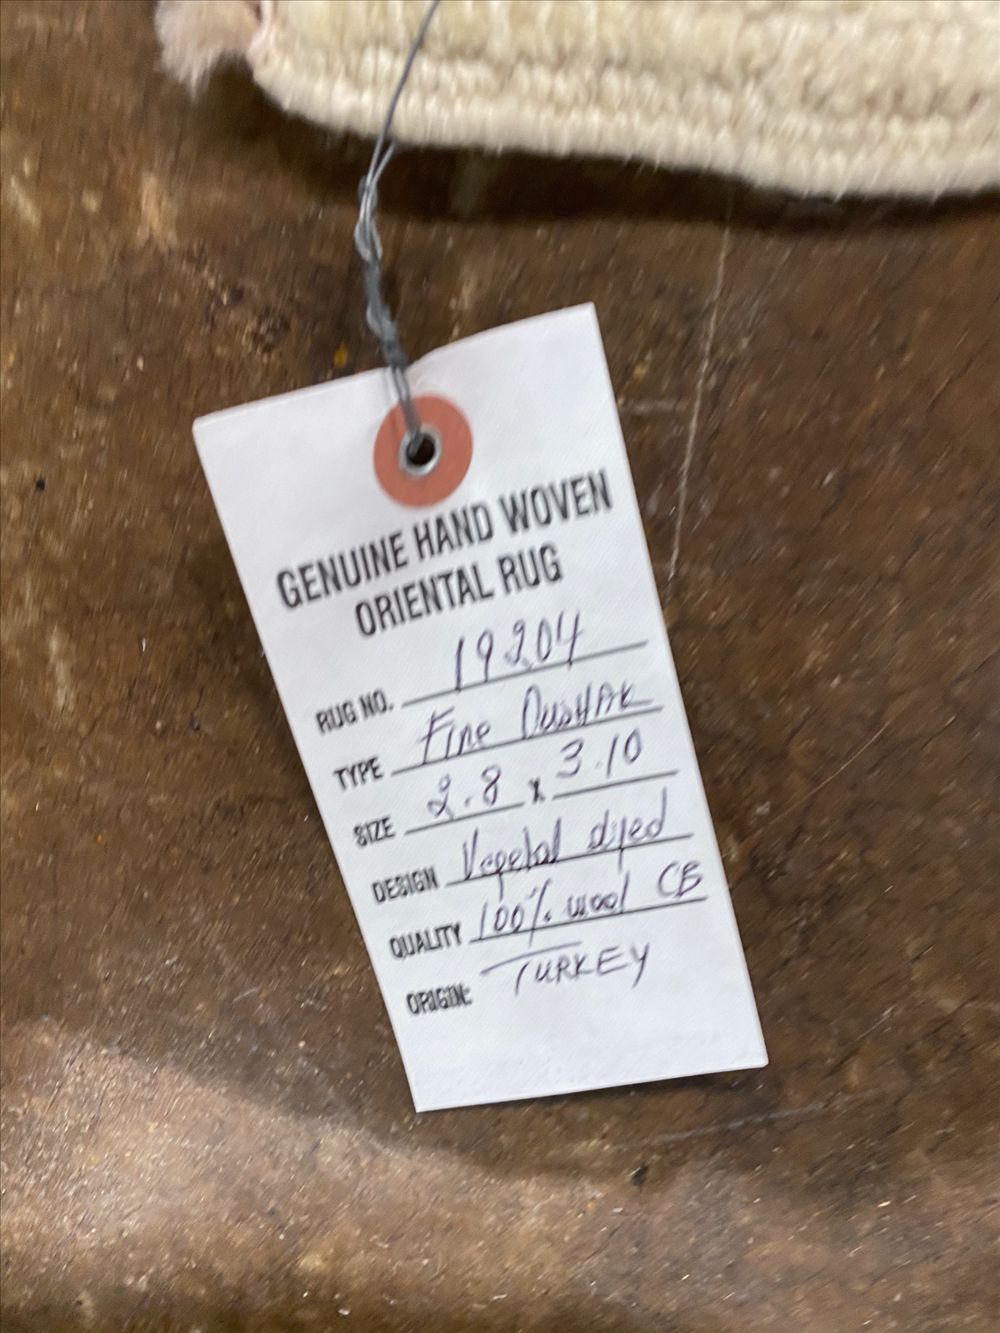 GENUINE HAND WOVEN
ORIENTAL RUG
RUG NO. 19204
TYPE Fine OUSHAK
SIZE 2.8 x 3.10
DESIGN Vegetal dyed
QUALITY 100% wool CB
ORIGIN: TURKEY